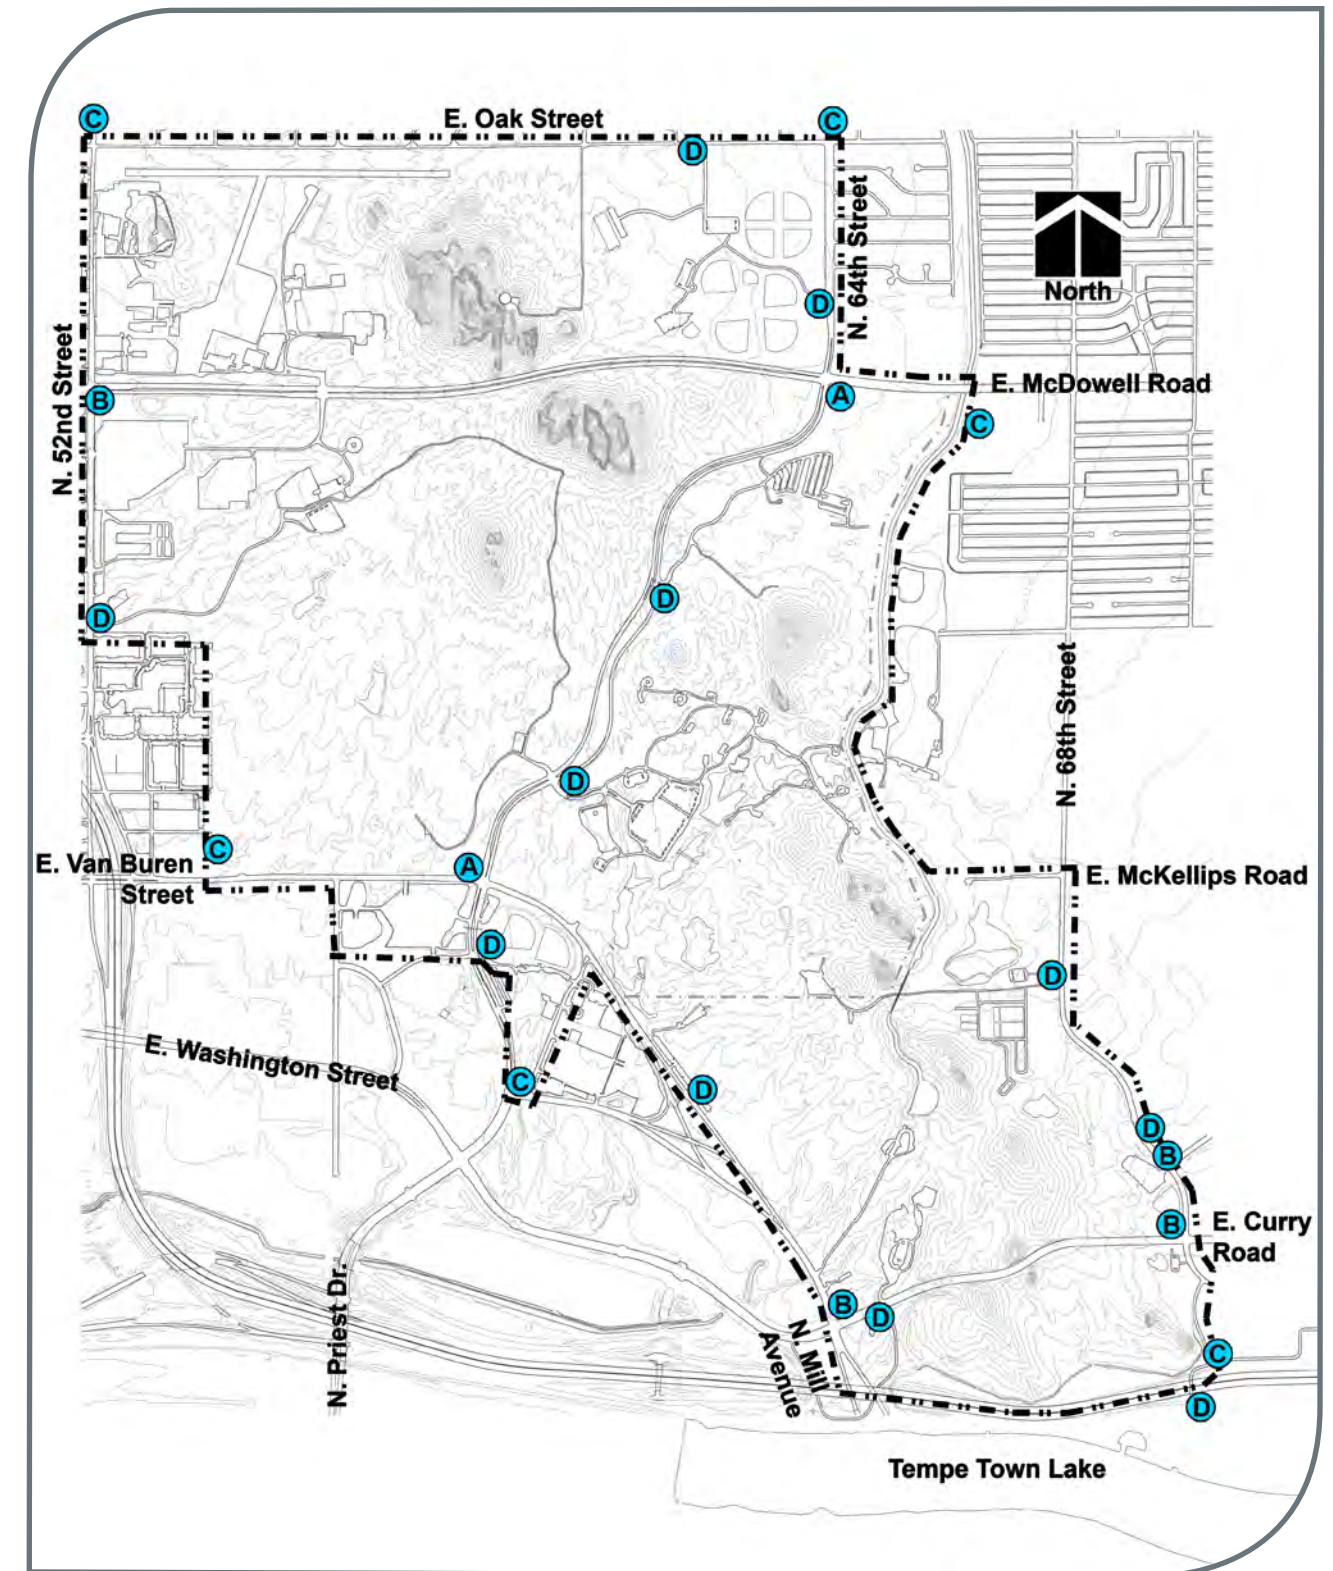 C
E. Oak Street
C
D
N. 64th Street
D
North
N. 52nd Street
B
A
E. McDowell Road
C
D
D
N. 68th Street
D
C
E. Van Buren
Street
A
E. McKellips Road
D
D
E. Washington Street
C
D
D
B
B
E. Curry
Road
N. Priest Dr.
B
D
N. Mill
Avenue
C
D
Tempe Town Lake